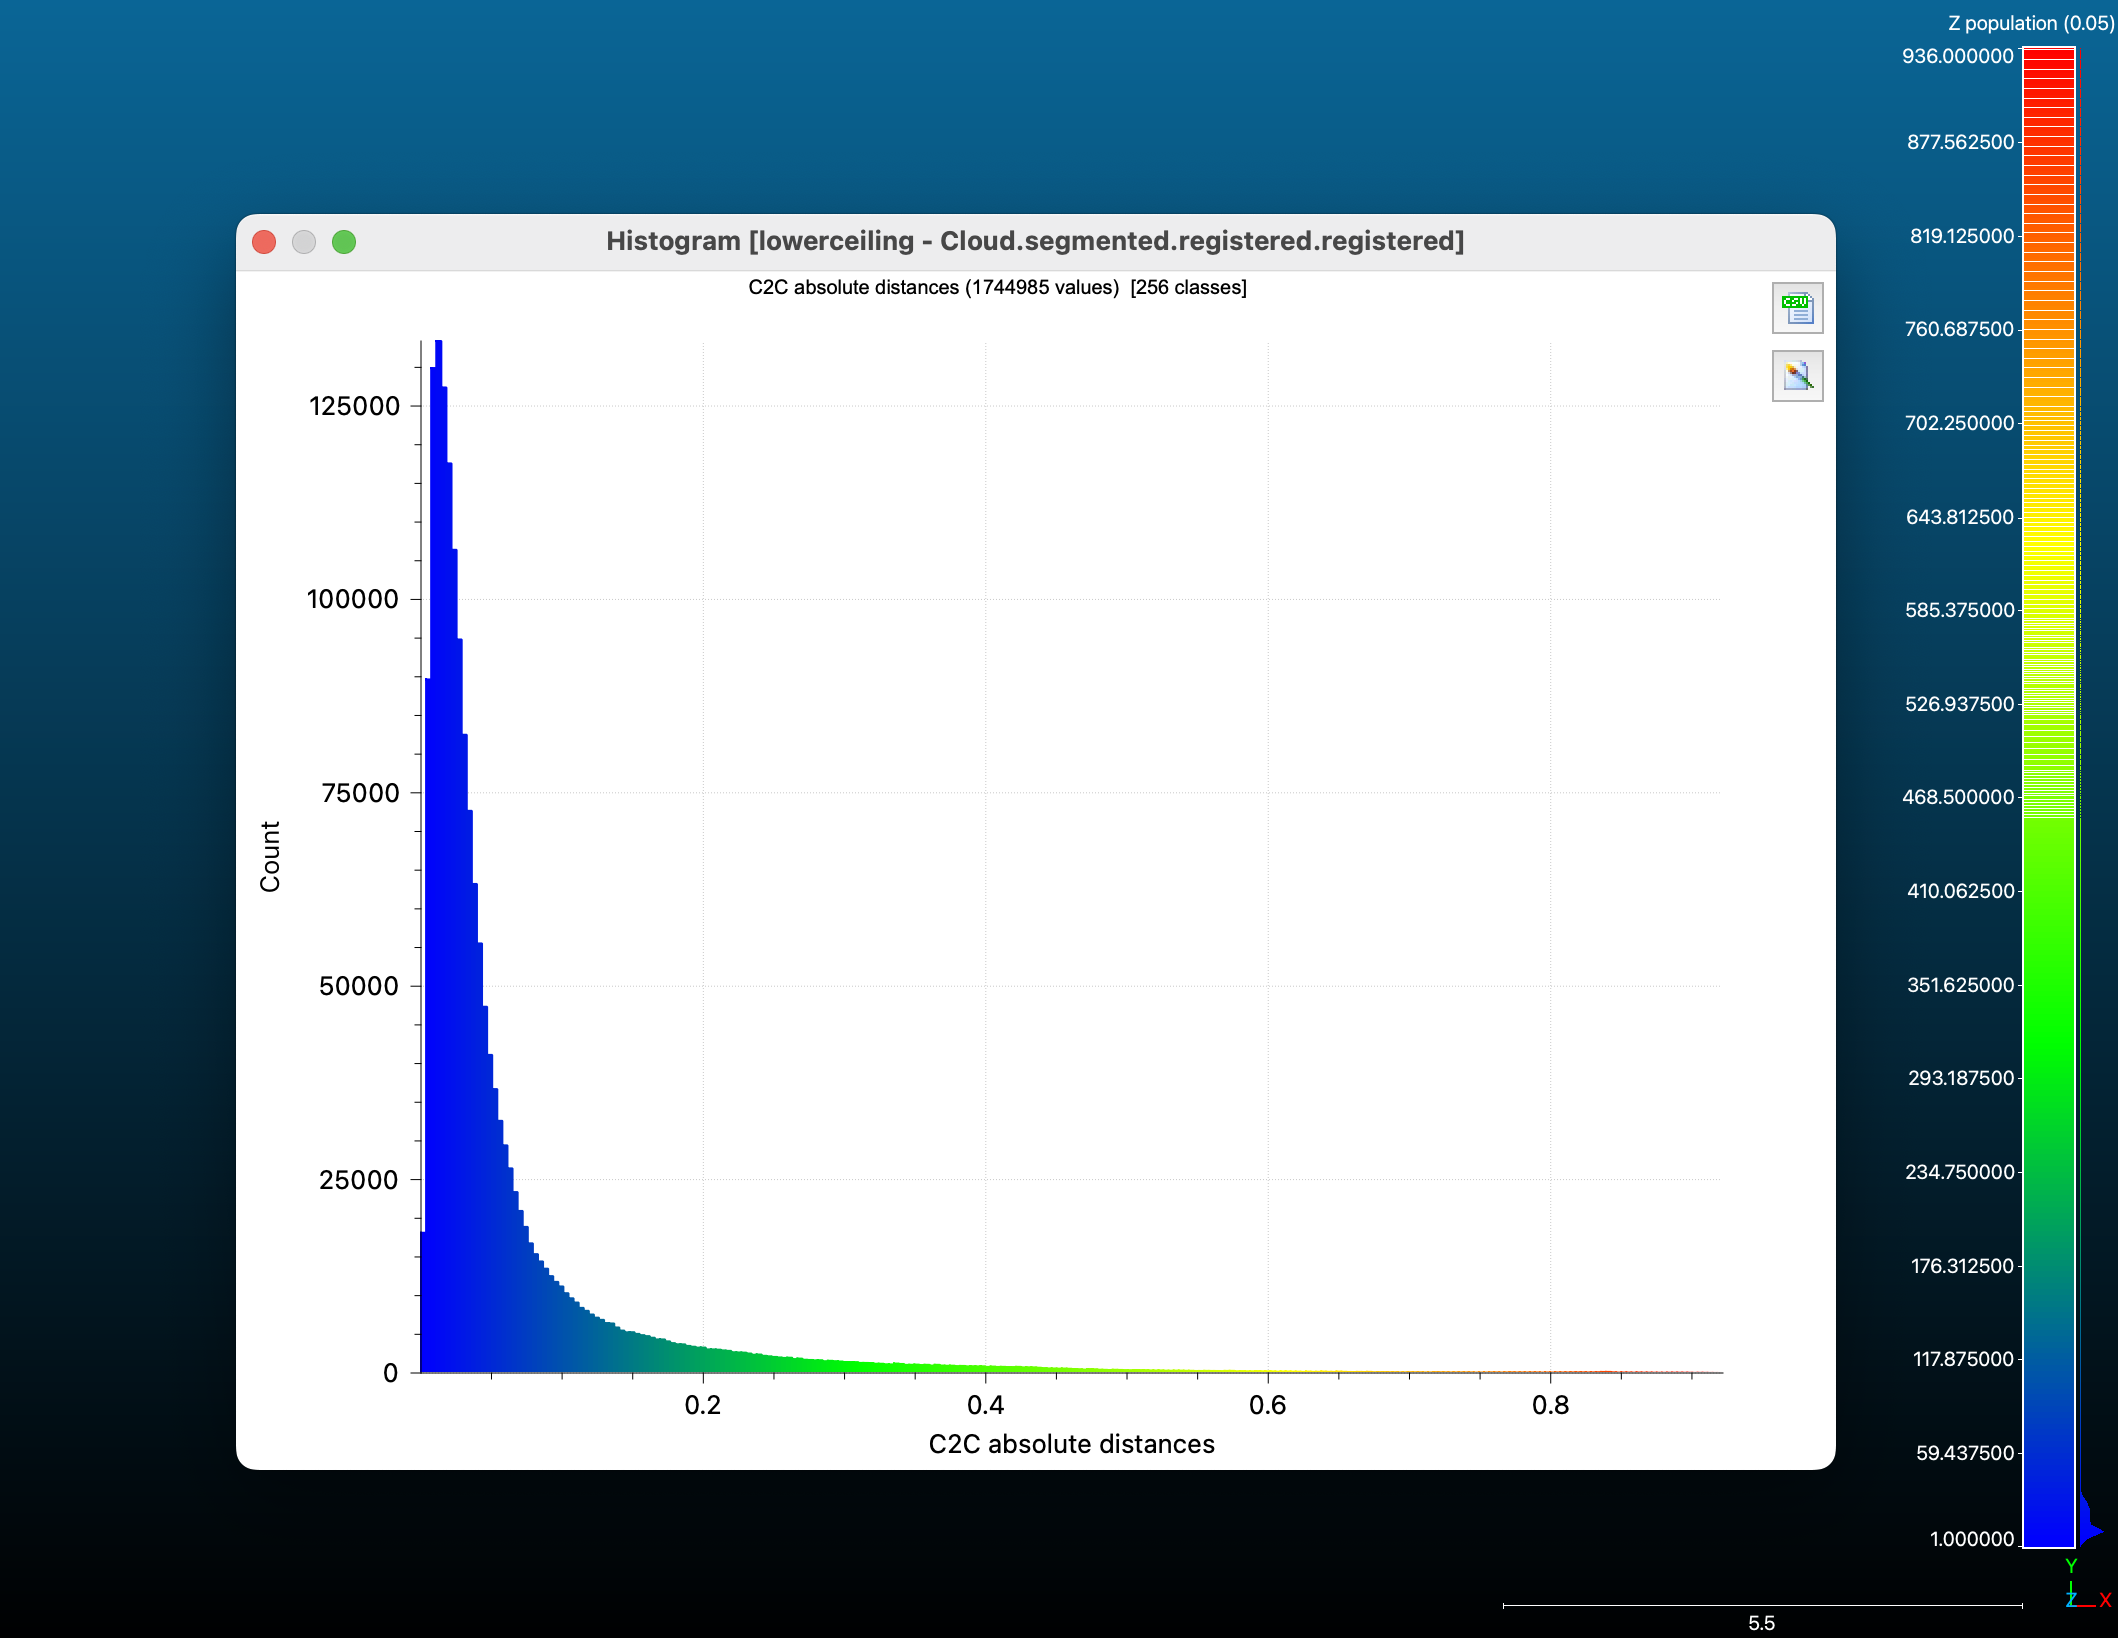 Z population (0.05)
936.000000
877.562500
819.125000
760.687500
702.250000
643.812500
585.375000
526.937500
468.500000
410.062500
351.625000
293.187500
234.750000
176.312500
117.875000
59.437500
1.000000
Histogram [lowerceiling - Cloud.segmented.registered.registered]
C2C absolute distances (1744985 values) [256 classes]
CSV
125000
100000
75000
50000
25000
0
Count
0.2 0.4 0.6 0.8
C2C absolute distances
Y
Z X
5.5